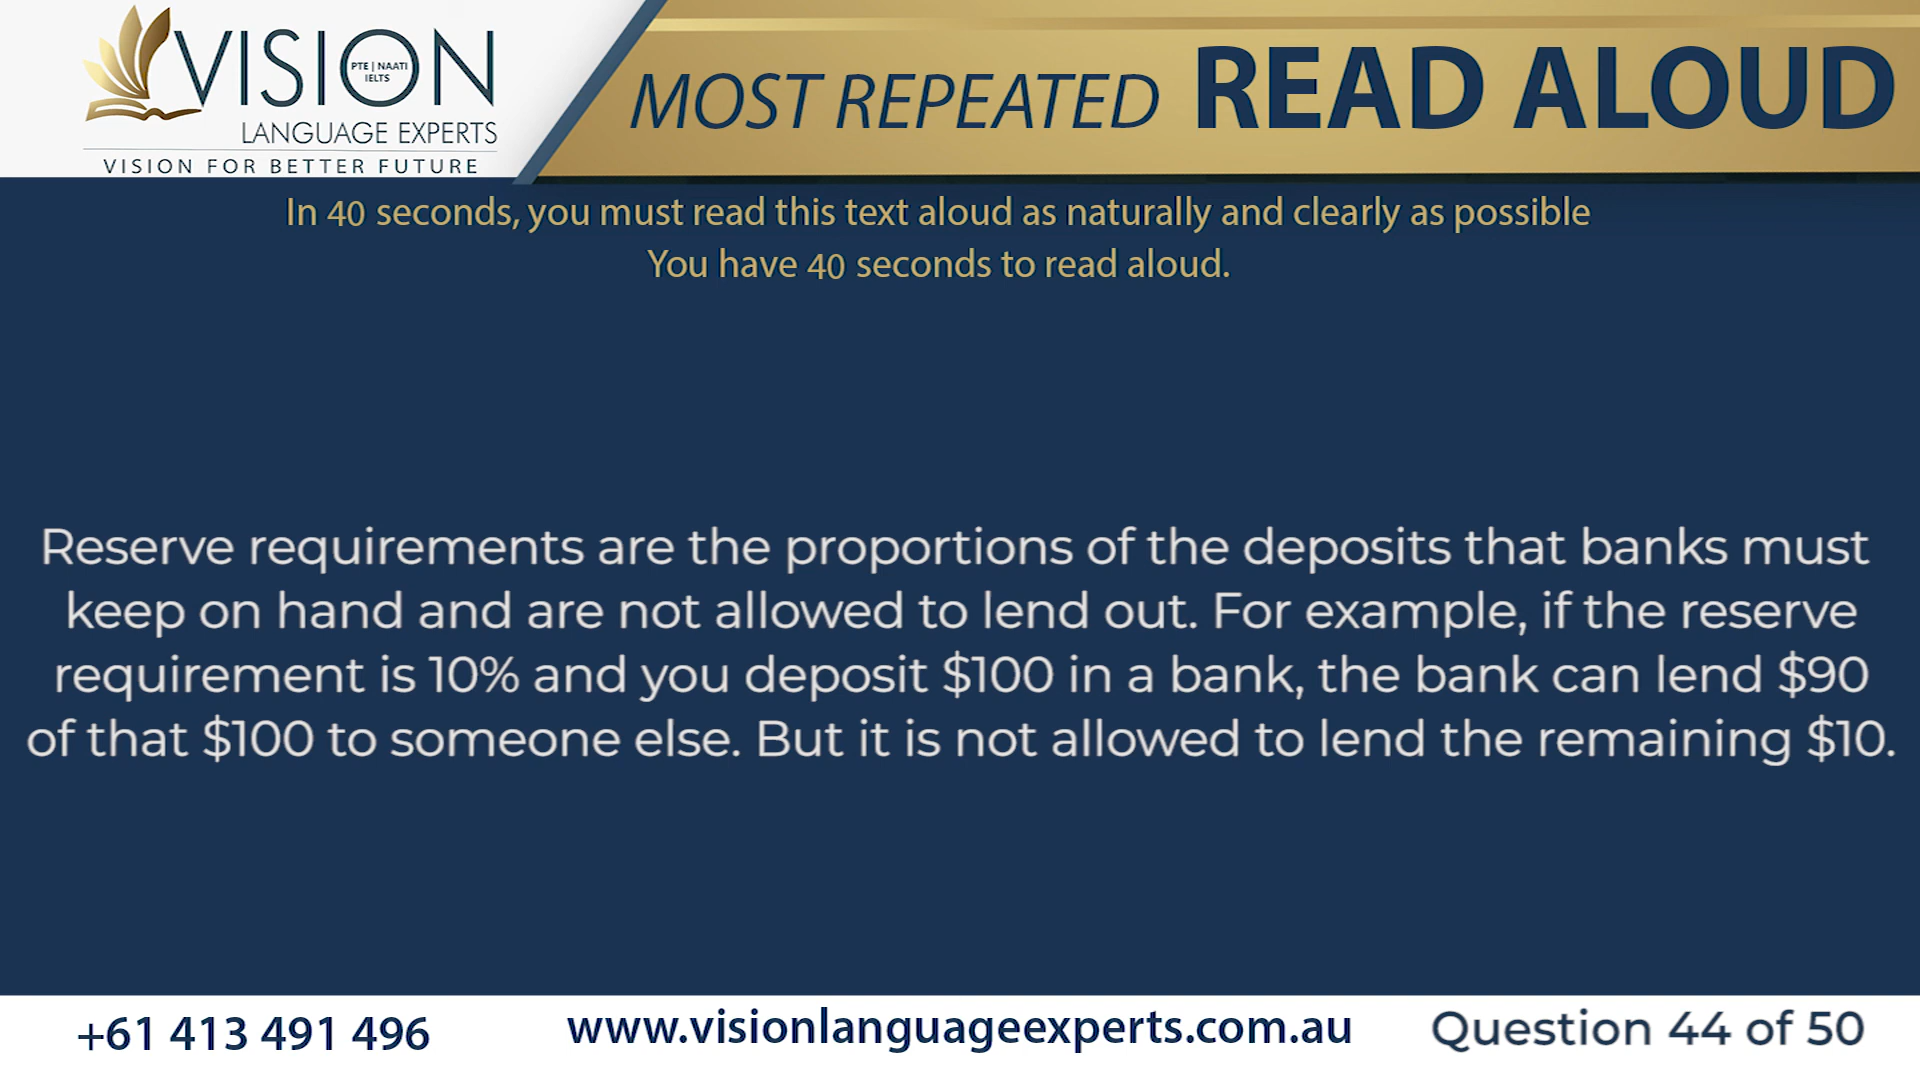 VISION
PTE | NAATI
IELTS
LANGUAGE EXPERTS
VISION FOR BETTER FUTURE
MOST REPEATED READ ALOUD
In 40 seconds, you must read this text aloud as naturally and clearly as possible
You have 40 seconds to read aloud.
Reserve requirements are the proportions of the deposits that banks must
keep on hand and are not allowed to lend out. For example, if the reserve
requirement is 10% and you deposit $100 in a bank, the bank can lend $90
of that $100 to someone else. But it is not allowed to lend the remaining $10.
+61 413 491 496
www.visionlanguageexperts.com.au
Question 44 of 50